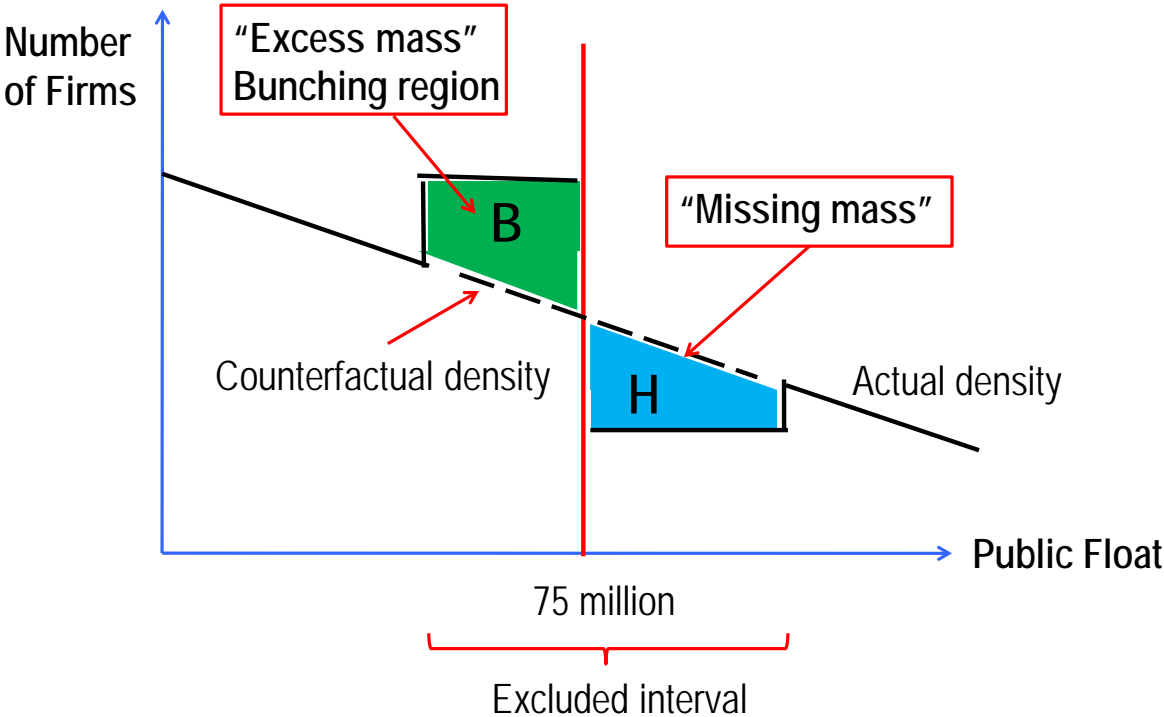 Number
of Firms
“Excess mass”
Bunching region
“Missing mass”
B
Counterfactual density
H
Actual density
Public Float
75 million
Excluded interval